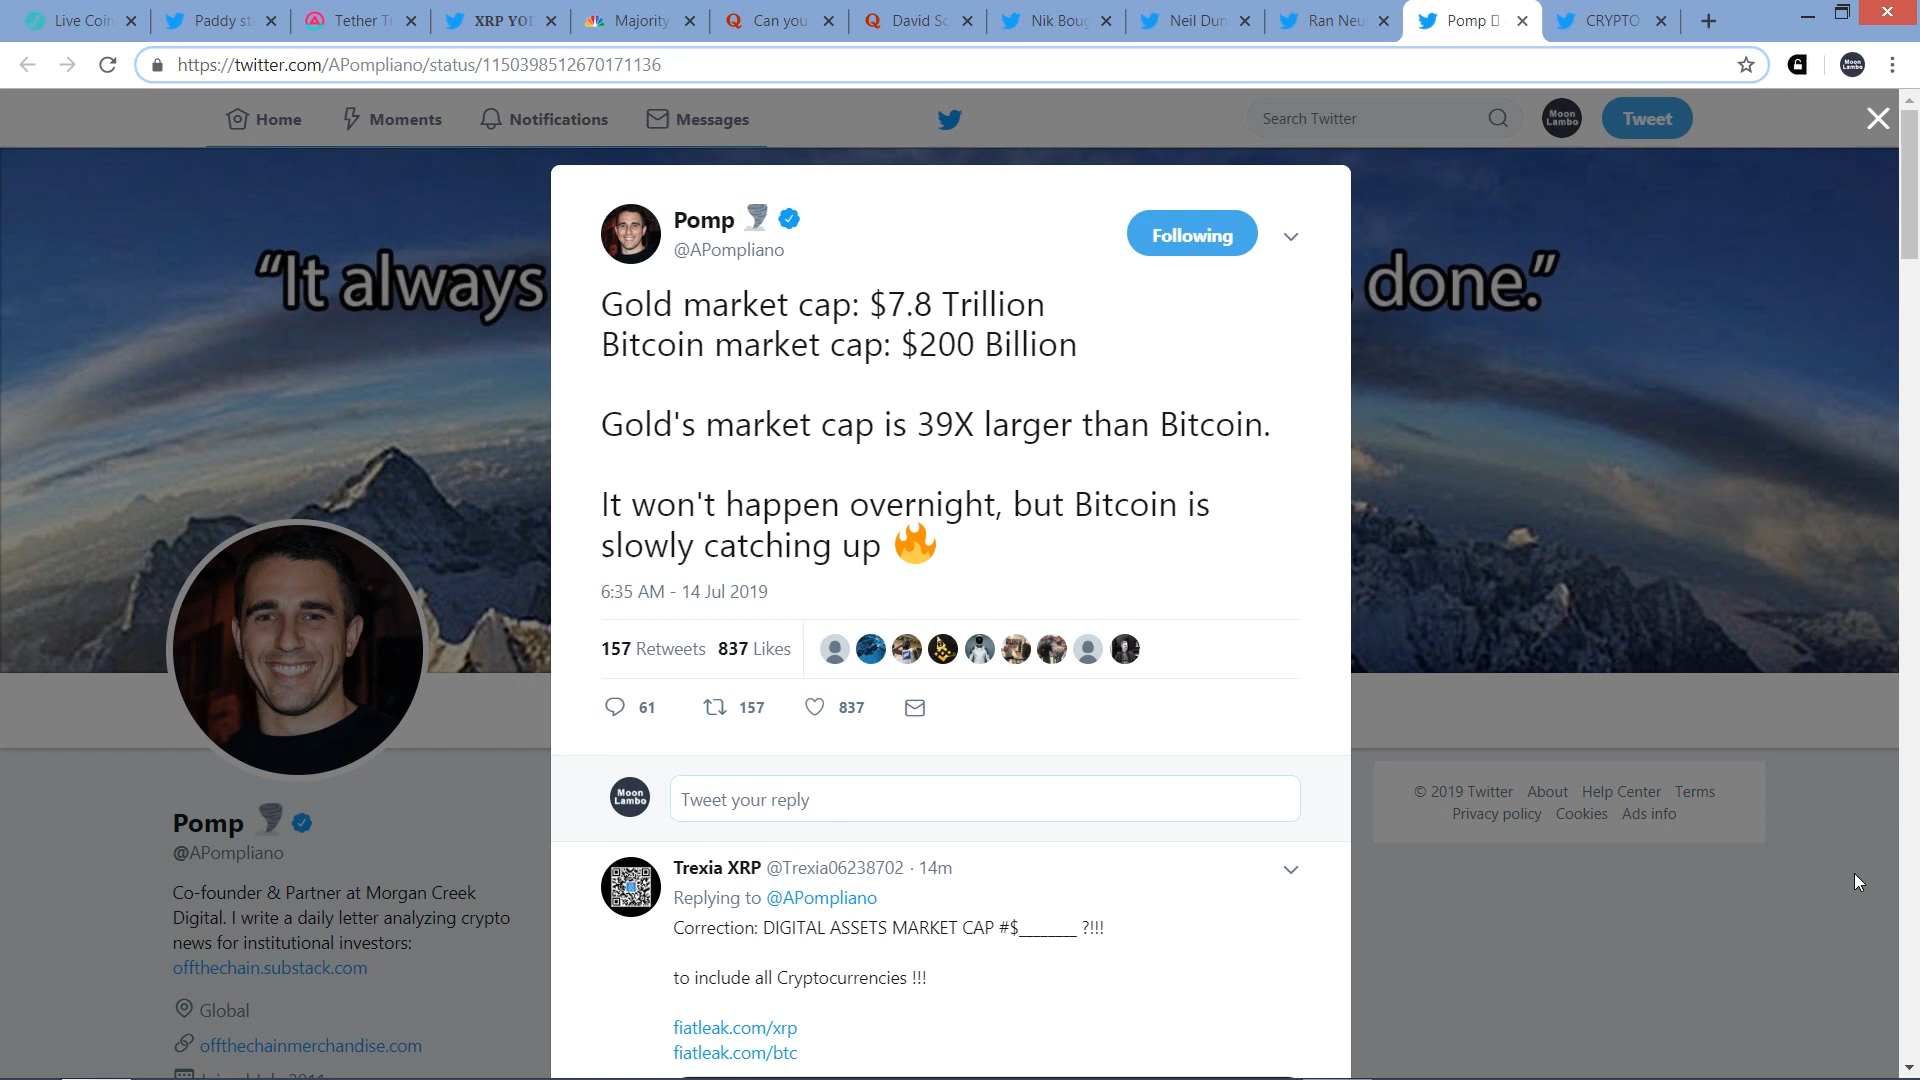 Live Coin
Paddy st
Tether T
XRP YO
Majority
Can you
David Sc
Nik Boug
Neil Dun
Ran Neu
Pomp
CRYPTO
https://twitter.com/APompliano/status/1150398512670171136
Moon Lambo
Home
Moments
Notifications
Messages
Search Twitter
Moon
Lambo
Tweet
“It always
done.”
Pomp
@APompliano
Following
Gold market cap: $7.8 Trillion
Bitcoin market cap: $200 Billion
Gold's market cap is 39X larger than Bitcoin.
It won't happen overnight, but Bitcoin is
slowly catching up 🔥
6:35 AM - 14 Jul 2019
157 Retweets 837 Likes
61 157 837
Moon
Lambo
Tweet your reply
Trexia XRP @Trexia06238702 · 14m
Replying to @APompliano
Correction: DIGITAL ASSETS MARKET CAP #$________ ?!!!
to include all Cryptocurrencies !!!
fiatleak.com/xrp
fiatleak.com/btc
Pomp
@APompliano
Co-founder & Partner at Morgan Creek
Digital. I write a daily letter analyzing crypto
news for institutional investors:
offthechain.substack.com
Global
offthechainmerchandise.com
© 2019 Twitter About Help Center Terms
Privacy policy Cookies Ads info